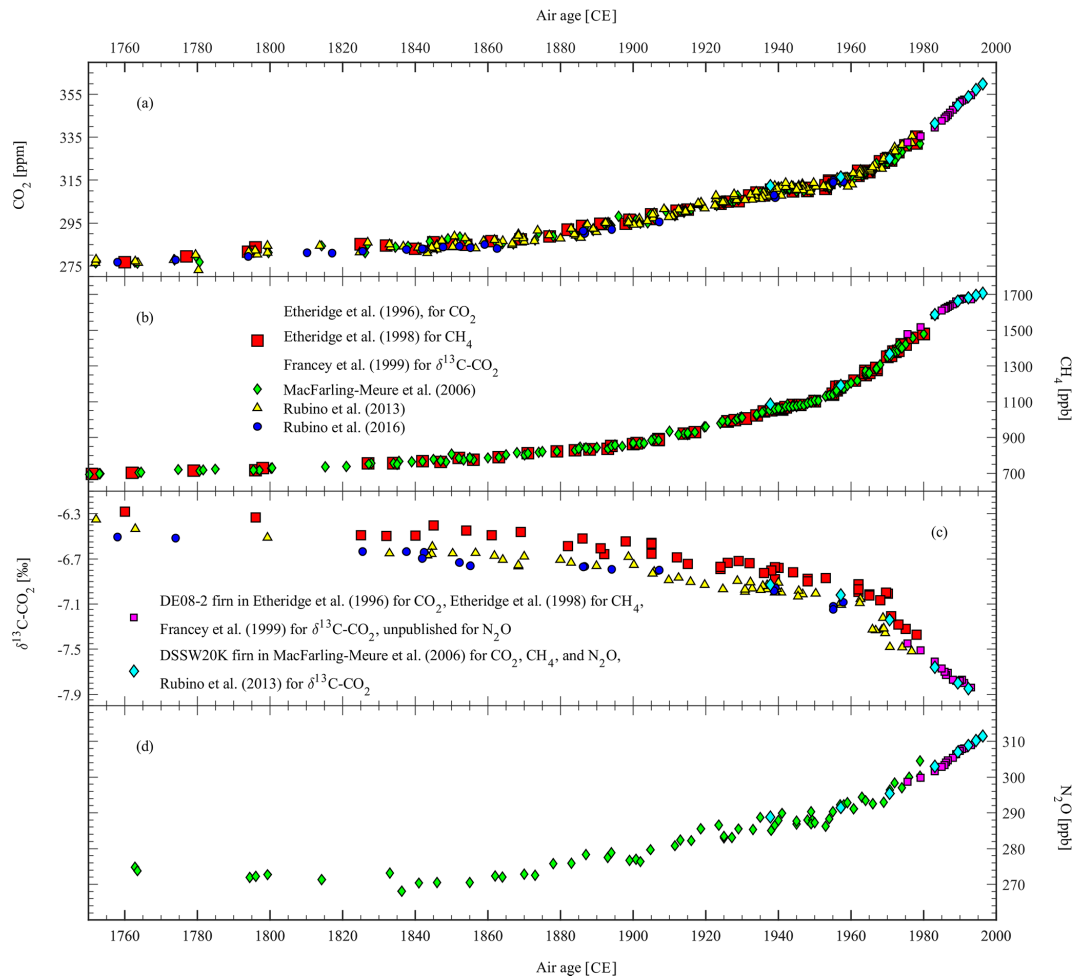 Air age [CE]
1760 1780 1800 1820 1840 1860 1880 1900 1920 1940 1960 1980 2000
CO2 [ppm]
355
335
315
295
275
(a)
CH4 [ppb]
1700
1500
1300
1100
900
700
(b)
Etheridge et al. (1996), for CO2
Etheridge et al. (1998) for CH4
Francey et al. (1999) for δ13C-CO2
MacFarling-Meure et al. (2006)
Rubino et al. (2013)
Rubino et al. (2016)
δ13C-CO2 [‰]
-6.3
-6.7
-7.1
-7.5
-7.9
(c)
DE08-2 firn in Etheridge et al. (1996) for CO2, Etheridge et al. (1998) for CH4,
Francey et al. (1999) for δ13C-CO2, unpublished for N2O
DSSW20K firn in MacFarling-Meure et al. (2006) for CO2, CH4, and N2O,
Rubino et al. (2013) for δ13C-CO2
(d)
N2O [ppb]
310
300
290
280
270
1760 1780 1800 1820 1840 1860 1880 1900 1920 1940 1960 1980 2000
Air age [CE]